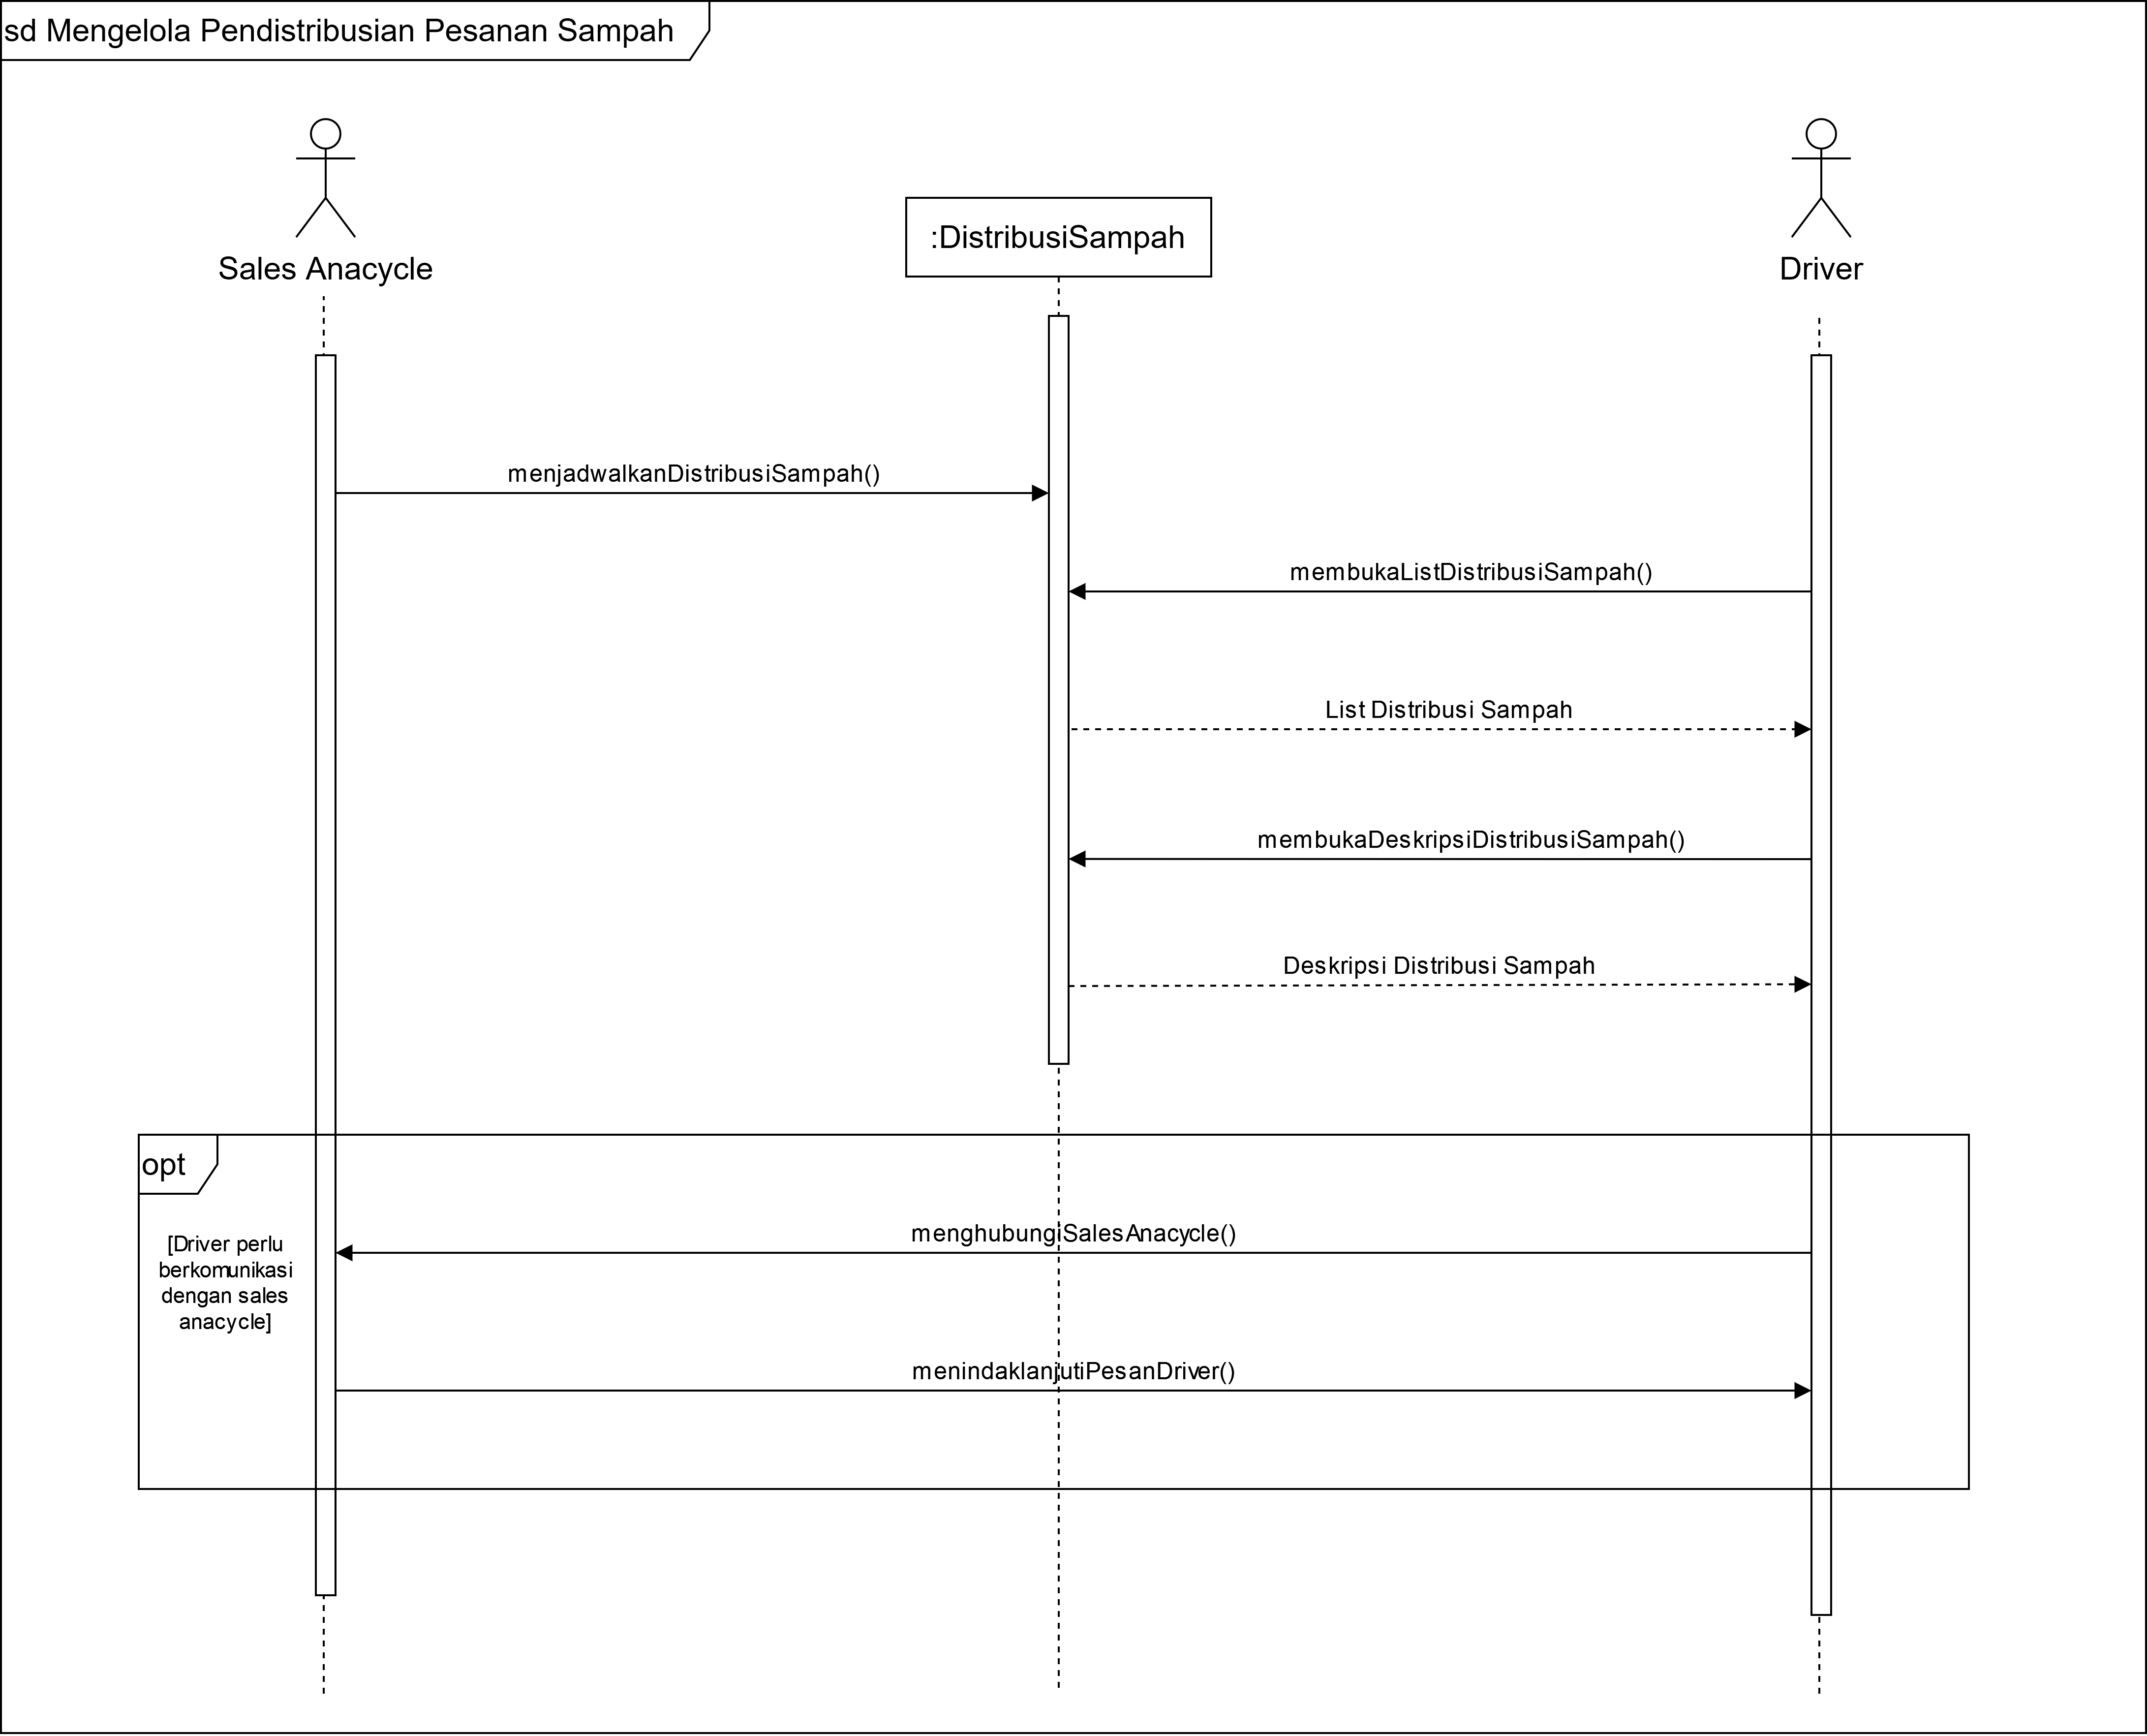 sd Mengelola Pendistribusian Pesanan Sampah
Sales Anacycle
:DistribusiSampah
Driver
menjadwalkanDistribusiSampah()
membukaListDistribusiSampah()
List Distribusi Sampah
membukaDeskripsiDistribusiSampah()
Deskripsi Distribusi Sampah
opt
[Driver perlu
berkomunikasi
dengan sales
anacycle]
menghubungiSalesAnacycle()
menindaklanjutiPesanDriver()